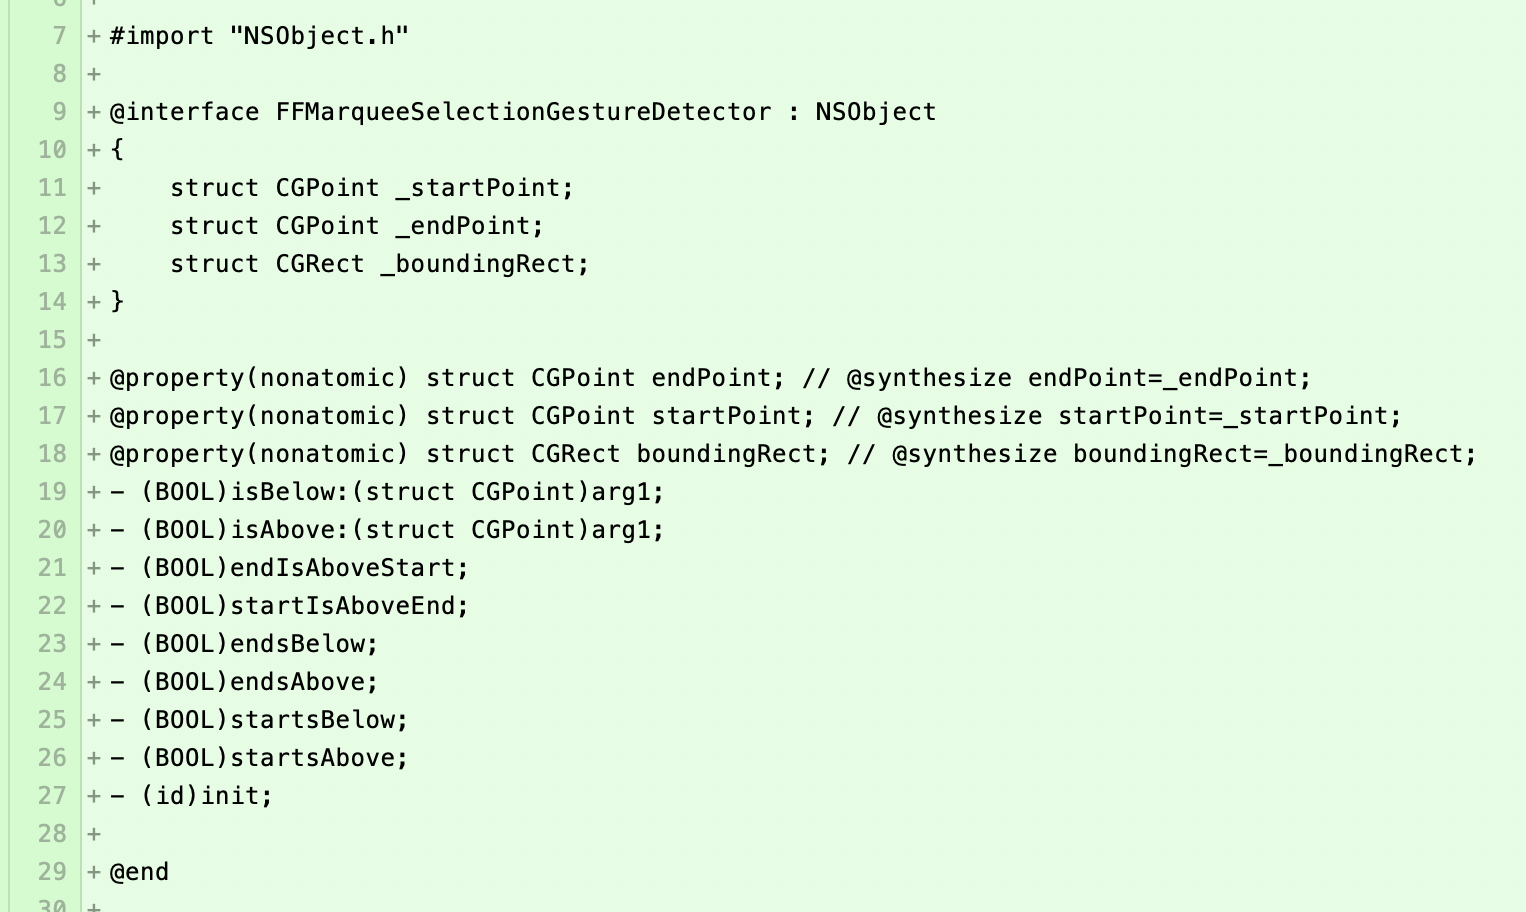 6 +
7 + #import "NSObject.h"
8 +
9 + @interface FFMarqueeSelectionGestureDetector : NSObject
10 + {
11 +     struct CGPoint _startPoint;
12 +     struct CGPoint _endPoint;
13 +     struct CGRect _boundingRect;
14 + }
15 +
16 + @property(nonatomic) struct CGPoint endPoint; // @synthesize endPoint=_endPoint;
17 + @property(nonatomic) struct CGPoint startPoint; // @synthesize startPoint=_startPoint;
18 + @property(nonatomic) struct CGRect boundingRect; // @synthesize boundingRect=_boundingRect;
19 + - (BOOL)isBelow:(struct CGPoint)arg1;
20 + - (BOOL)isAbove:(struct CGPoint)arg1;
21 + - (BOOL)endIsAboveStart;
22 + - (BOOL)startIsAboveEnd;
23 + - (BOOL)endsBelow;
24 + - (BOOL)endsAbove;
25 + - (BOOL)startsBelow;
26 + - (BOOL)startsAbove;
27 + - (id)init;
28 +
29 + @end
30 +